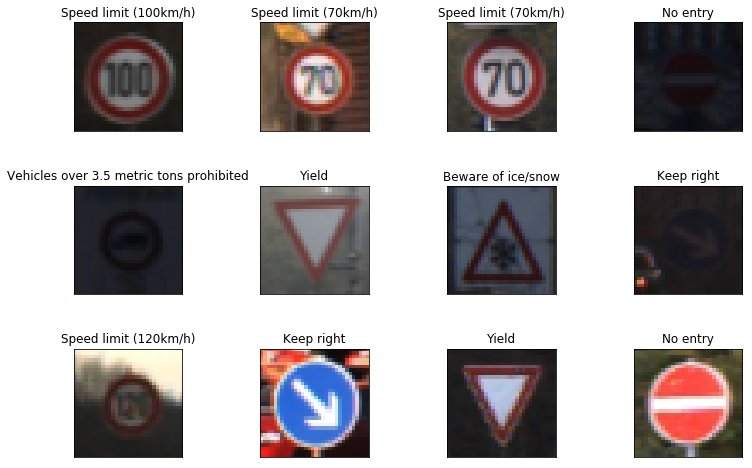 Speed limit (100km/h)
Speed limit (70km/h)
Speed limit (70km/h)
No entry
100
70
70
Vehicles over 3.5 metric tons prohibited
Yield
Beware of ice/snow
Keep right
Speed limit (120km/h)
Keep right
Yield
No entry